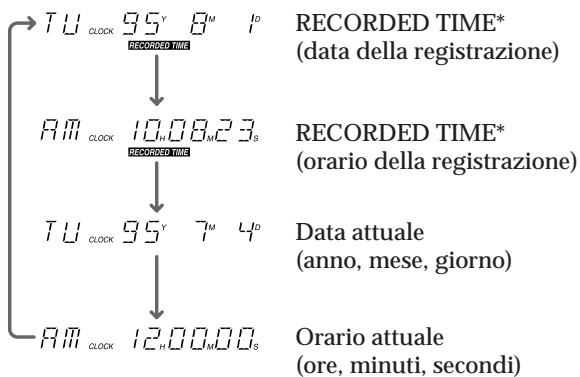 TU CLOCK 95Y 8M 1D RECORDED TIME*
RECORDED TIME (data della registrazione)
AM CLOCK 10H08M23S RECORDED TIME*
RECORDED TIME (orario della registrazione)
TU CLOCK 95Y 7M 4D Data attuale
(anno, mese, giorno)
AM CLOCK 12H00M00S Orario attuale
(ore, minuti, secondi)